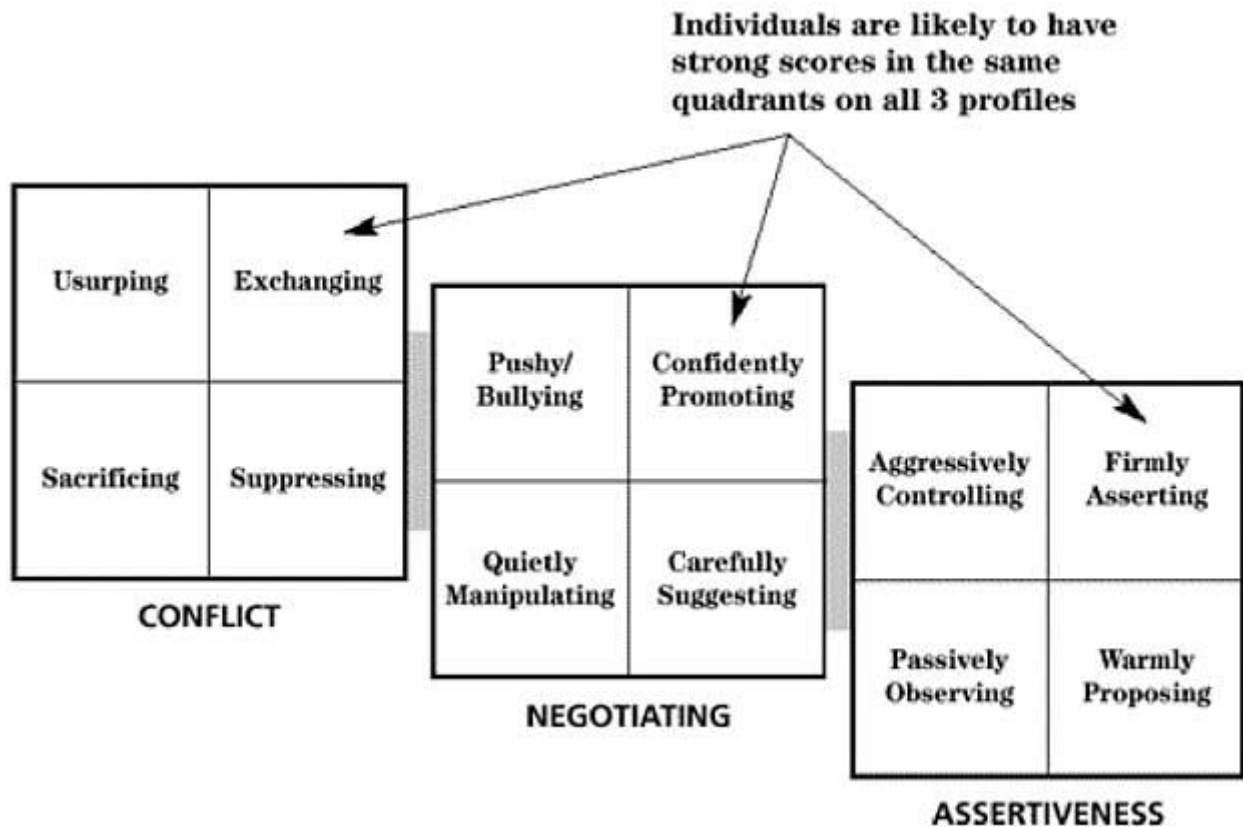 Individuals are likely to have
strong scores in the same
quadrants on all 3 profiles
Usurping
Exchanging
Sacrificing
Suppressing
CONFLICT
Pushy/
Bullying
Confidently
Promoting
Quietly
Manipulating
Carefully
Suggesting
NEGOTIATING
Aggressively
Controlling
Firmly
Asserting
Passively
Observing
Warmly
Proposing
ASSERTIVENESS